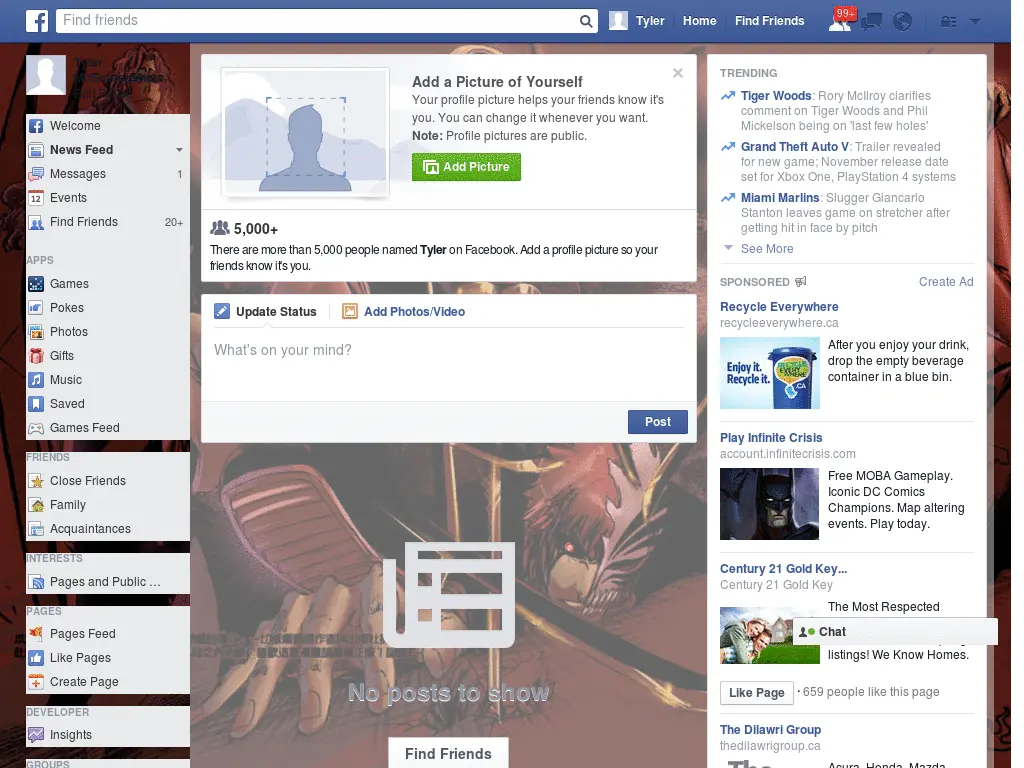 Find friends
Tyler
Home
Find Friends
99+
Tyler
Welcome
News Feed
Messages 1
12 Events
Find Friends 20+
APPS
Games
Pokes
Photos
Gifts
Music
Saved
Games Feed
FRIENDS
Close Friends
Family
Acquaintances
INTERESTS
Pages and Public ...
PAGES
Pages Feed
Like Pages
Create Page
DEVELOPER
Insights
GROUPS
Add a Picture of Yourself
Your profile picture helps your friends know it's
you. You can change it whenever you want.
Note: Profile pictures are public.
Add Picture
5,000+
There are more than 5,000 people named Tyler on Facebook. Add a profile picture so your
friends know it's you.
Update Status
Add Photos/Video
What's on your mind?
Post
No posts to show
Find Friends
TRENDING
Tiger Woods: Rory McIlroy clarifies
comment on Tiger Woods and Phil
Mickelson being on 'last few holes'
Grand Theft Auto V: Trailer revealed
for new game; November release date
set for Xbox One, PlayStation 4 systems
Miami Marlins: Slugger Giancarlo
Stanton leaves game on stretcher after
getting hit in face by pitch
See More
SPONSORED
Create Ad
Recycle Everywhere
recycleeverywhere.ca
Enjoy it.
Recycle it.
RECYCLE
EVERYWHERE
.CA
After you enjoy your drink,
drop the empty beverage
container in a blue bin.
Play Infinite Crisis
account.infinitecrisis.com
Free MOBA Gameplay.
Iconic DC Comics
Champions. Map altering
events. Play today.
Century 21 Gold Key...
Century 21 Gold Key
The Most Respected
Chat
listings! We Know Homes.
Like Page · 659 people like this page
The Dilawri Group
thedilawrigroup.ca
The
Acura, Honda, Mazda,